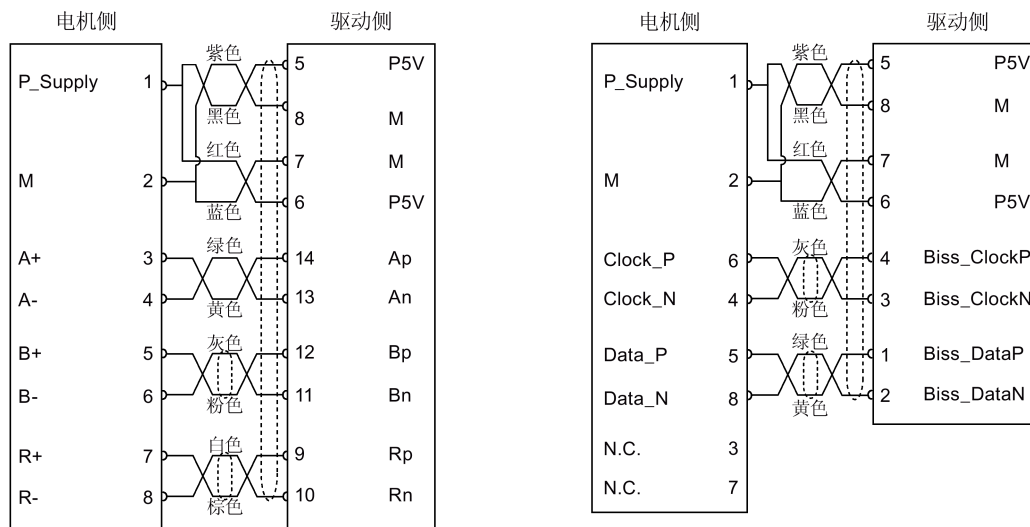 电机侧
驱动侧
P_Supply 1 紫色 5 P5V
黑色 8 M
红色 7 M
M 2 蓝色 6 P5V
A+ 3 绿色 14 Ap
A- 4 黄色 13 An
B+ 5 灰色 12 Bp
B- 6 粉色 11 Bn
R+ 7 白色 9 Rp
R- 8 棕色 10 Rn
电机侧
驱动侧
P_Supply 1 紫色 5 P5V
黑色 8 M
红色 7 M
M 2 蓝色 6 P5V
Clock_P 6 灰色 4 Biss_ClockP
Clock_N 4 粉色 3 Biss_ClockN
Data_P 5 绿色 1 Biss_DataP
Data_N 8 黄色 2 Biss_DataN
N.C. 3
N.C. 7